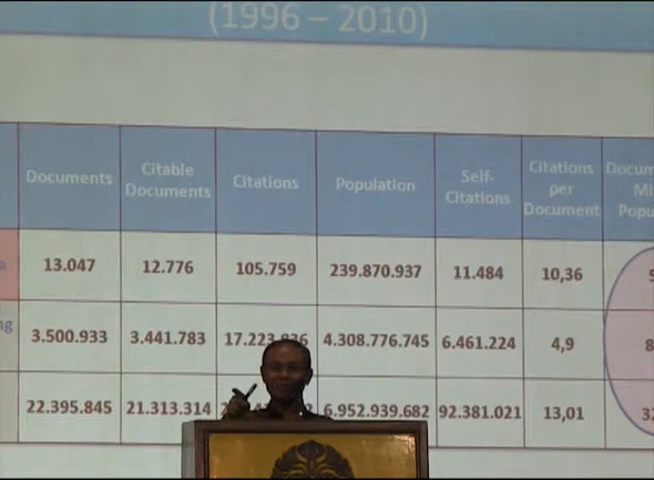 (1996 – 2010)
Documents
Citable
Documents
Citations
Population
Self-
Citations
Citations
per
Document
13.047 12.776 105.759 239.870.937 11.484 10,36
3.500.933 3.441.783 4.308.776.745 6.461.224 4,9
22.395.845 21.313.314 6.952.939.682 92.381.021 13,01